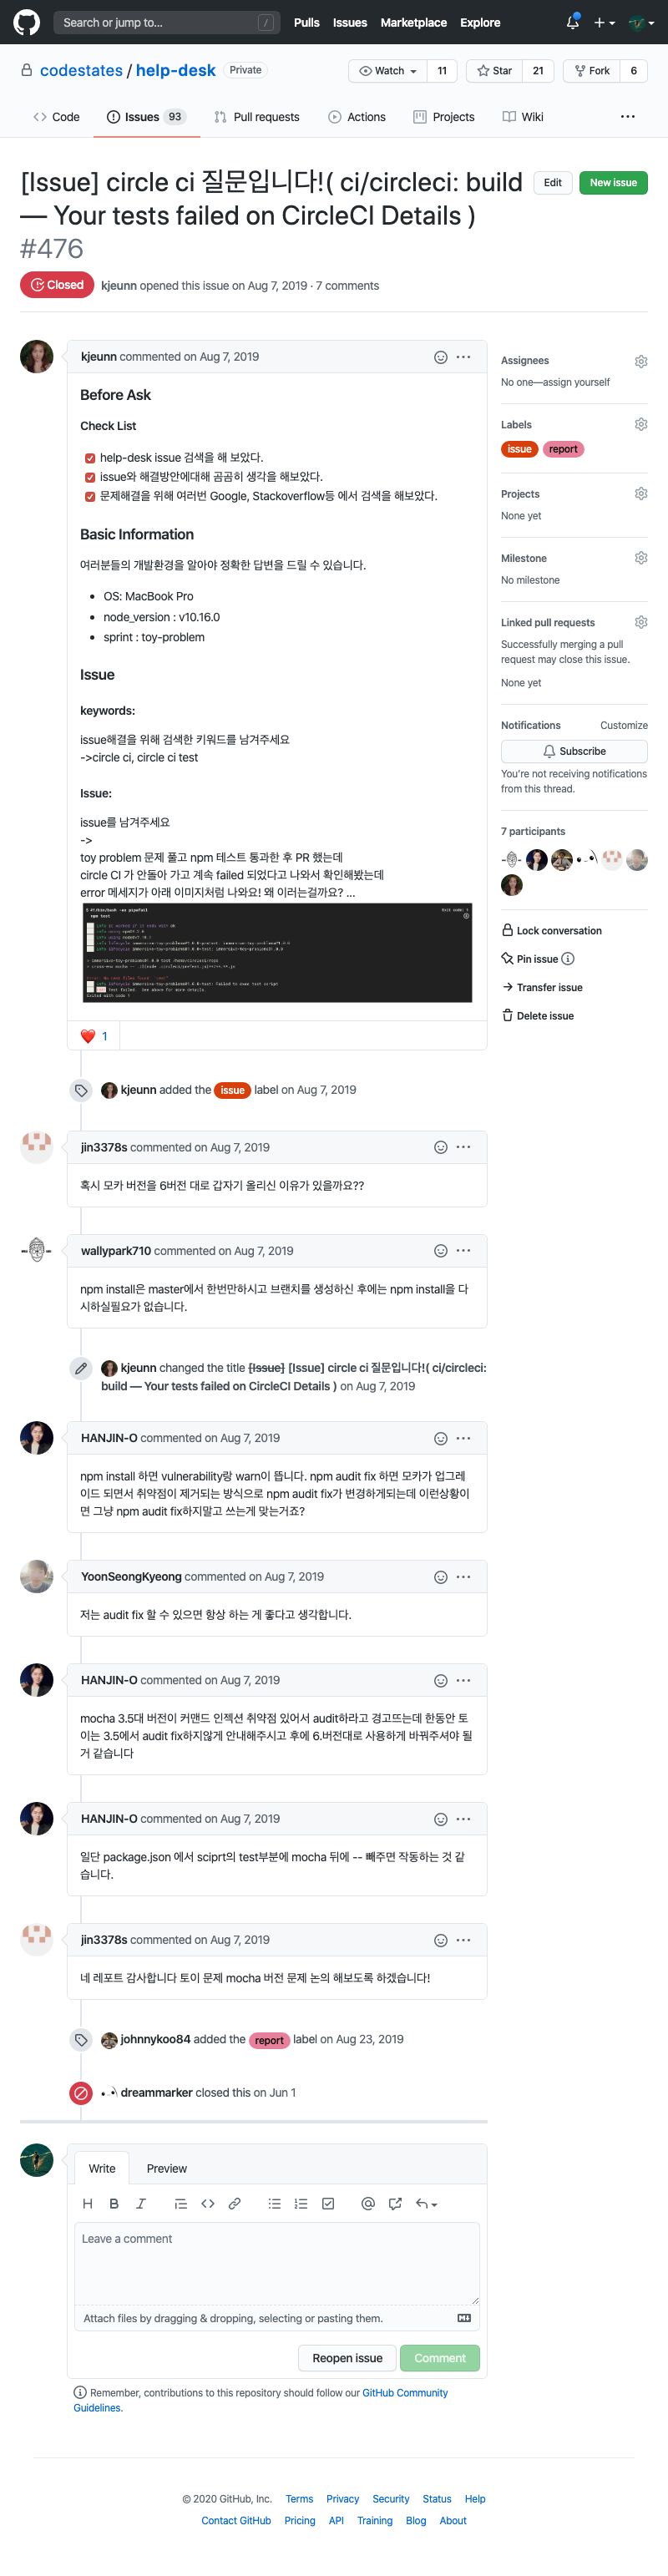 Search or jump to...
/
Pulls Issues Marketplace Explore
codestates / help-desk Private
Watch 11 Star 21 Fork 6
Code Issues 93 Pull requests Actions Projects Wiki
[Issue] circle ci 질문입니다!( ci/circleci: build
— Your tests failed on CircleCI Details )
#476
Edit New issue
Closed kjeunn opened this issue on Aug 7, 2019 · 7 comments
kjeunn commented on Aug 7, 2019
Before Ask
Check List
help-desk issue 검색을 해 보았다.
issue와 해결방안에대해 곰곰히 생각을 해보았다.
문제해결을 위해 여러번 Google, Stackoverflow등 에서 검색을 해보았다.
Basic Information
여러분들의 개발환경을 알아야 정확한 답변을 드릴 수 있습니다.
OS: MacBook Pro
node_version : v10.16.0
sprint : toy-problem
Issue
keywords:
issue해결을 위해 검색한 키워드를 남겨주세요
->circle ci, circle ci test
Issue:
issue를 남겨주세요
->
toy problem 문제 풀고 npm 테스트 통과한 후 PR 했는데
circle CI 가 안돌아 가고 계속 failed 되었다고 나와서 확인해봤는데
error 메세지가 아래 이미지처럼 나와요! 왜 이러는걸까요? ...
npm test
1
Assignees
No one—assign yourself
Labels
issue report
Projects
None yet
Milestone
No milestone
Linked pull requests
Successfully merging a pull
request may close this issue.
None yet
Notifications Customize
Subscribe
You're not receiving notifications
from this thread.
7 participants
Lock conversation
Pin issue
Transfer issue
Delete issue
kjeunn added the issue label on Aug 7, 2019
jin3378s commented on Aug 7, 2019
혹시 모카 버전을 6버전 대로 갑자기 올리신 이유가 있을까요??
wallypark710 commented on Aug 7, 2019
npm install은 master에서 한번만하시고 브랜치를 생성하신 후에는 npm install을 다
시하실필요가 없습니다.
kjeunn changed the title [Issue] [Issue] circle ci 질문입니다!( ci/circleci:
build — Your tests failed on CircleCI Details ) on Aug 7, 2019
HANJIN-O commented on Aug 7, 2019
npm install 하면 vulnerability랑 warn이 뜹니다. npm audit fix 하면 모카가 업그레
이드 되면서 취약점이 제거되는 방식으로 npm audit fix가 변경하게되는데 이런상황이
면 그냥 npm audit fix하지말고 쓰는게 맞는거죠?
YoonSeongKyeong commented on Aug 7, 2019
저는 audit fix 할 수 있으면 항상 하는 게 좋다고 생각합니다.
HANJIN-O commented on Aug 7, 2019
mocha 3.5대 버전이 커맨드 인젝션 취약점 있어서 audit하라고 경고뜨는데 한동안 토
이는 3.5에서 audit fix하지않게 안내해주시고 후에 6.버전대로 사용하게 바꿔주셔야 될
거 같습니다
HANJIN-O commented on Aug 7, 2019
일단 package.json 에서 sciprt의 test부분에 mocha 뒤에 -- 빼주면 작동하는 것 같
습니다.
jin3378s commented on Aug 7, 2019
네 레포트 감사합니다 토이 문제 mocha 버전 문제 논의 해보도록 하겠습니다!
johnnykoo84 added the report label on Aug 23, 2019
dreammarker closed this on Jun 1
Write Preview
Leave a comment
Attach files by dragging & dropping, selecting or pasting them.
Reopen issue Comment
Remember, contributions to this repository should follow our GitHub Community
Guidelines.
© 2020 GitHub, Inc. Terms Privacy Security Status Help
Contact GitHub Pricing API Training Blog About